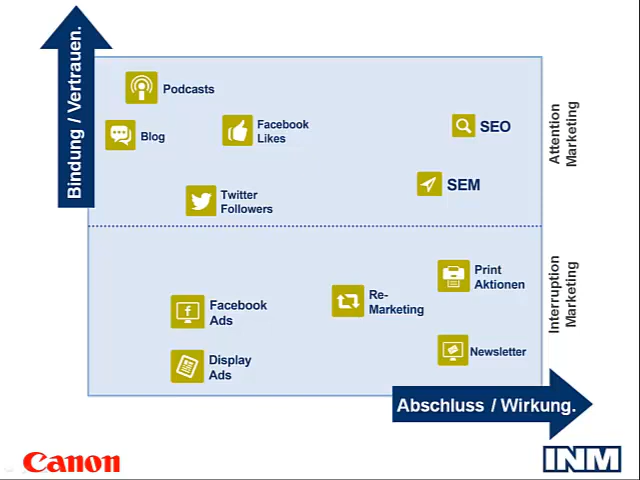 Bindung / Vertrauen.
Podcasts
Blog
Facebook
Likes
SEO
SEM
Twitter
Followers
Attention
Marketing
Print
Aktionen
Re-
Marketing
Facebook
Ads
Newsletter
Display
Ads
Interruption
Marketing
Abschluss / Wirkung.
Canon
INM